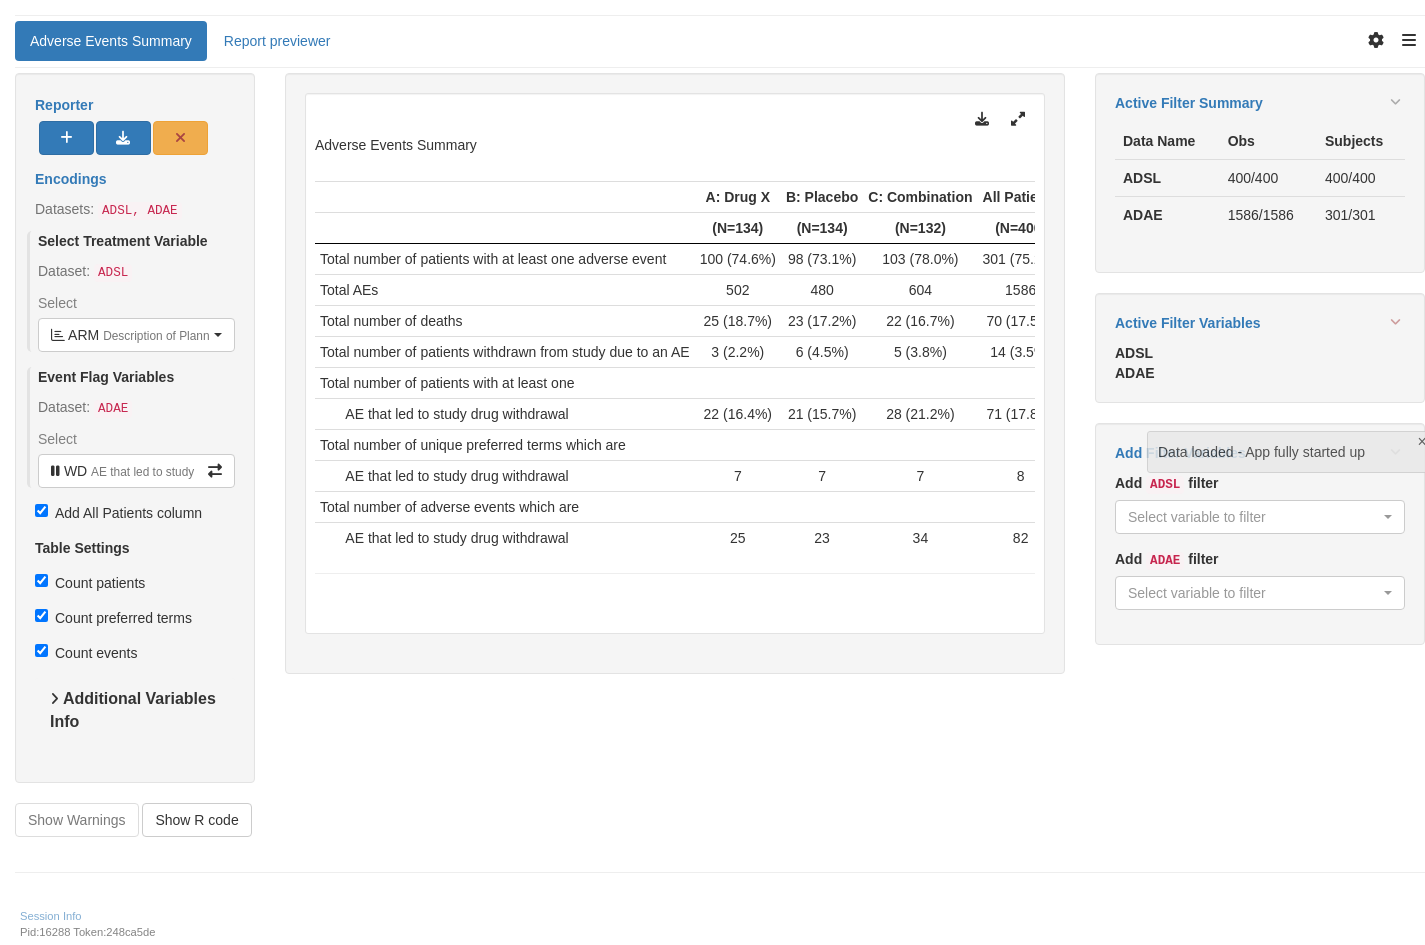 Adverse Events Summary
Report previewer
Reporter
Encodings
Datasets: ADSL, ADAE
Select Treatment Variable
Dataset: ADSL
Select
ARM Description of Plann
Event Flag Variables
Dataset: ADAE
Select
WD AE that led to study
Add All Patients column
Table Settings
Count patients
Count preferred terms
Count events
Additional Variables
Info
Show Warnings
Show R code
Adverse Events Summary
A: Drug X B: Placebo C: Combination All Patie
(N=134) (N=134) (N=132) (N=40
Total number of patients with at least one adverse event 100 (74.6%) 98 (73.1%) 103 (78.0%) 301 (75.
Total AEs 502 480 604 1586
Total number of deaths 25 (18.7%) 23 (17.2%) 22 (16.7%) 70 (17.5
Total number of patients withdrawn from study due to an AE 3 (2.2%) 6 (4.5%) 5 (3.8%) 14 (3.5
Total number of patients with at least one
AE that led to study drug withdrawal 22 (16.4%) 21 (15.7%) 28 (21.2%) 71 (17.8
Total number of unique preferred terms which are
AE that led to study drug withdrawal 7 7 7 8
Total number of adverse events which are
AE that led to study drug withdrawal 25 23 34 82
Active Filter Summary
Data Name Obs Subjects
ADSL 400/400 400/400
ADAE 1586/1586 301/301
Active Filter Variables
ADSL
ADAE
Add
Data loaded - App fully started up
×
Add ADSL filter
Select variable to filter
Add ADAE filter
Select variable to filter
Session Info
Pid:16288 Token:248ca5de